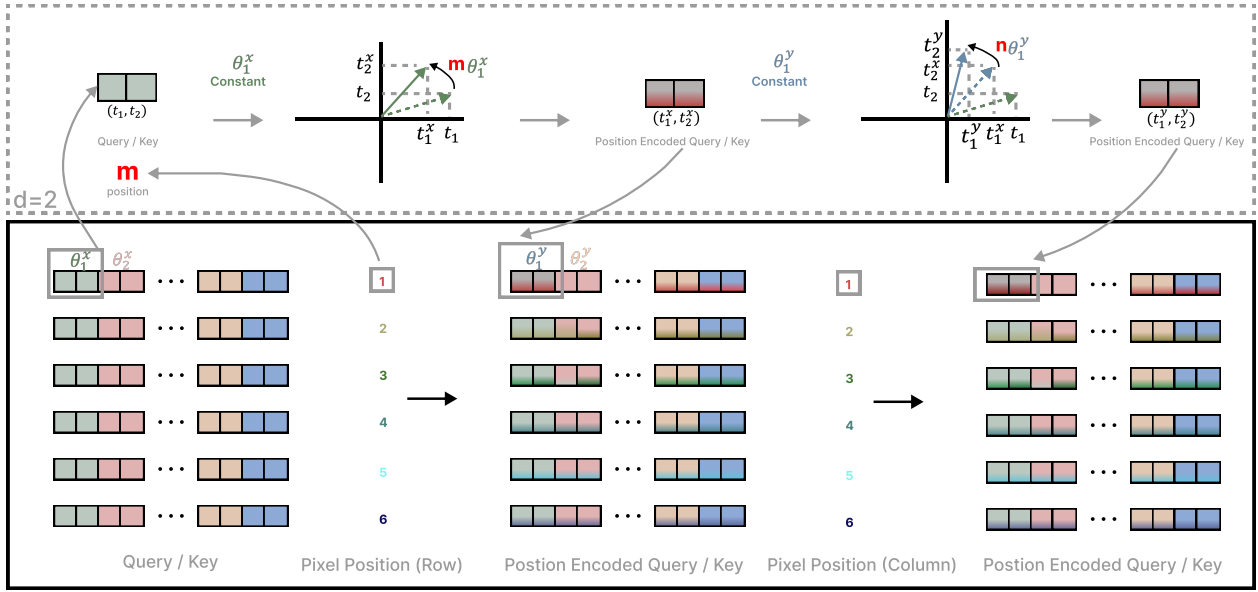 θ₁ˣ
Constant
(t₁, t₂)
Query / Key
m
position
d=2
t₂ˣ
t₂
t₁ˣ t₁
mθ₁ˣ
(t₁ˣ, t₂ˣ)
Position Encoded Query / Key
θ₁ʸ
Constant
t₂ʸ
t₂ˣ
t₂
t₁ʸ t₁ˣ t₁
nθ₁ʸ
(t₁ʸ, t₂ʸ)
Position Encoded Query / Key
θ₁ˣ θ₂ˣ
...
1
θ₁ʸ θ₂ʸ
...
1
...
... 2 ... 2 ...
... 3 ... 3 ...
... 4 ... 4 ...
... 5 ... 5 ...
... 6 ... 6 ...
Query / Key
Pixel Position (Row)
Postion Encoded Query / Key
Pixel Position (Column)
Postion Encoded Query / Key